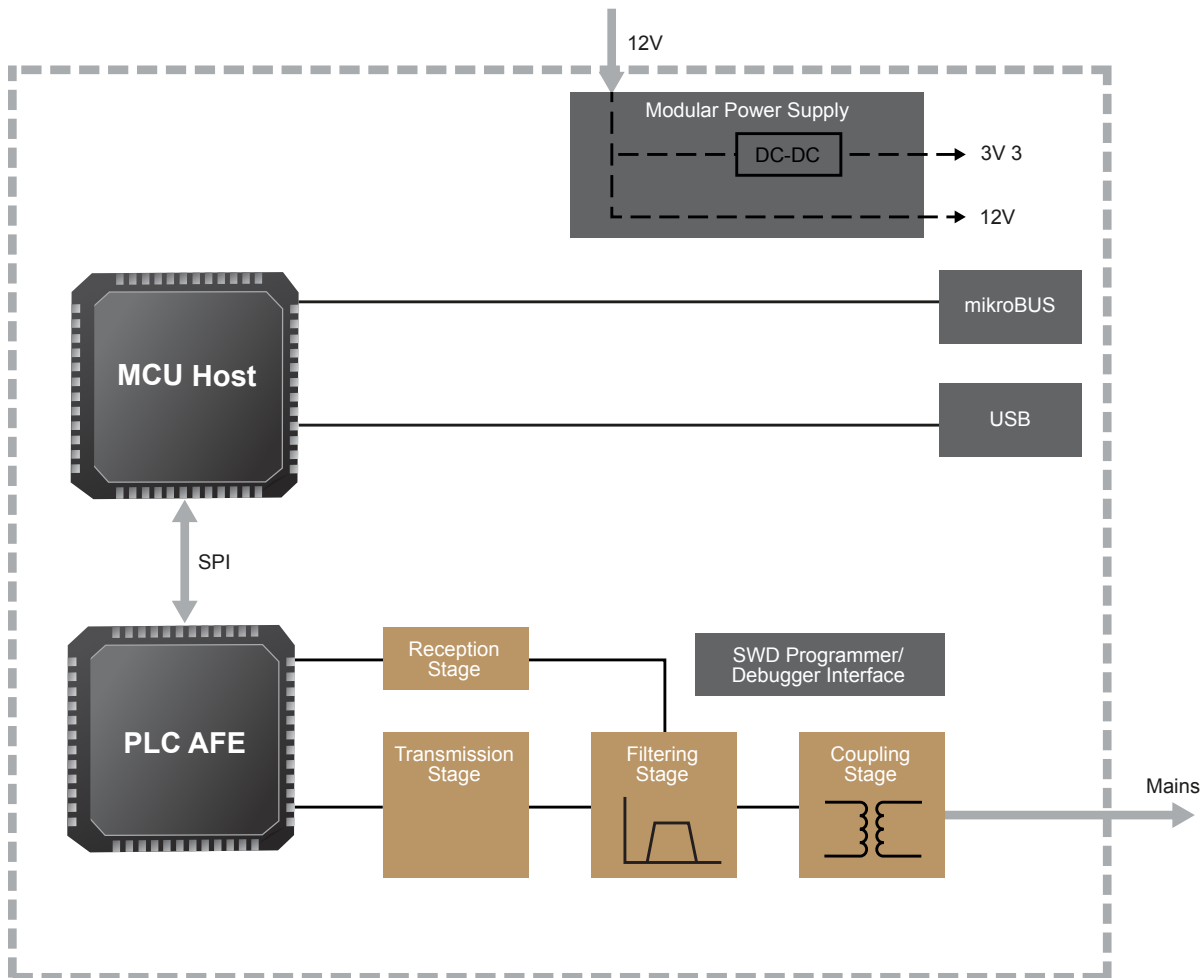 12V
Modular Power Supply
DC-DC
3V 3
12V
mikroBUS
MCU Host
USB
SPI
Reception
Stage
SWD Programmer/
Debugger Interface
PLC AFE
Transmission
Stage
Filtering
Stage
Coupling
Stage
Mains